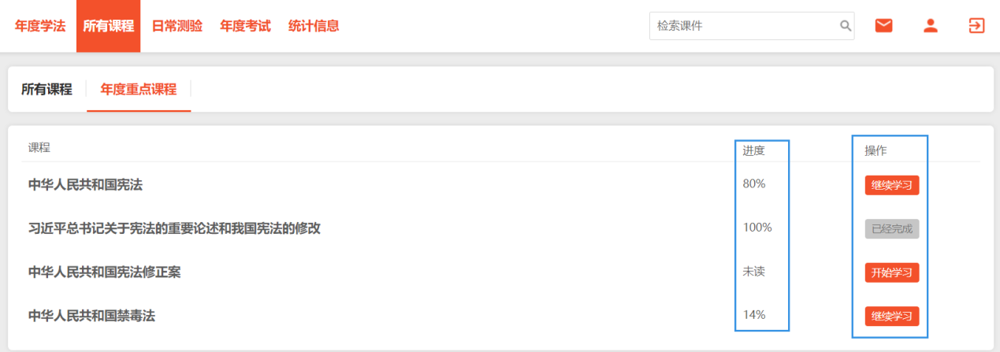 年度学法 所有课程 日常测验 年度考试 统计信息 检索课件
所有课程 年度重点课程
课程 进度 操作
中华人民共和国宪法 80% 继续学习
习近平总书记关于宪法的重要论述和我国宪法的修改 100% 已经完成
中华人民共和国宪法修正案 未读 开始学习
中华人民共和国禁毒法 14% 继续学习